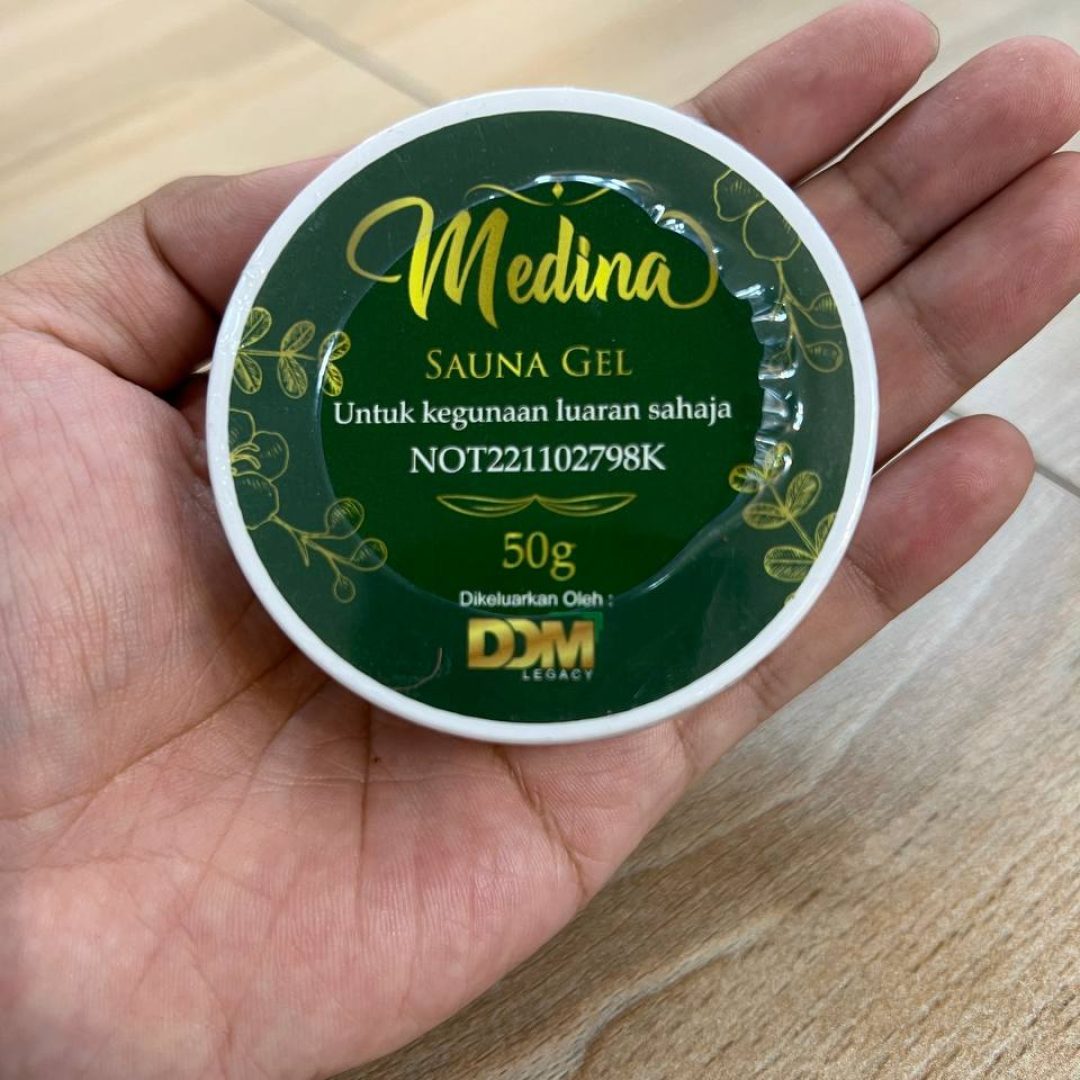 Medina
SAUNA GEL
Untuk kegunaan luaran sahaja
NOT221102798K
50g
Dikeluarkan Oleh :
DDM
LEGACY